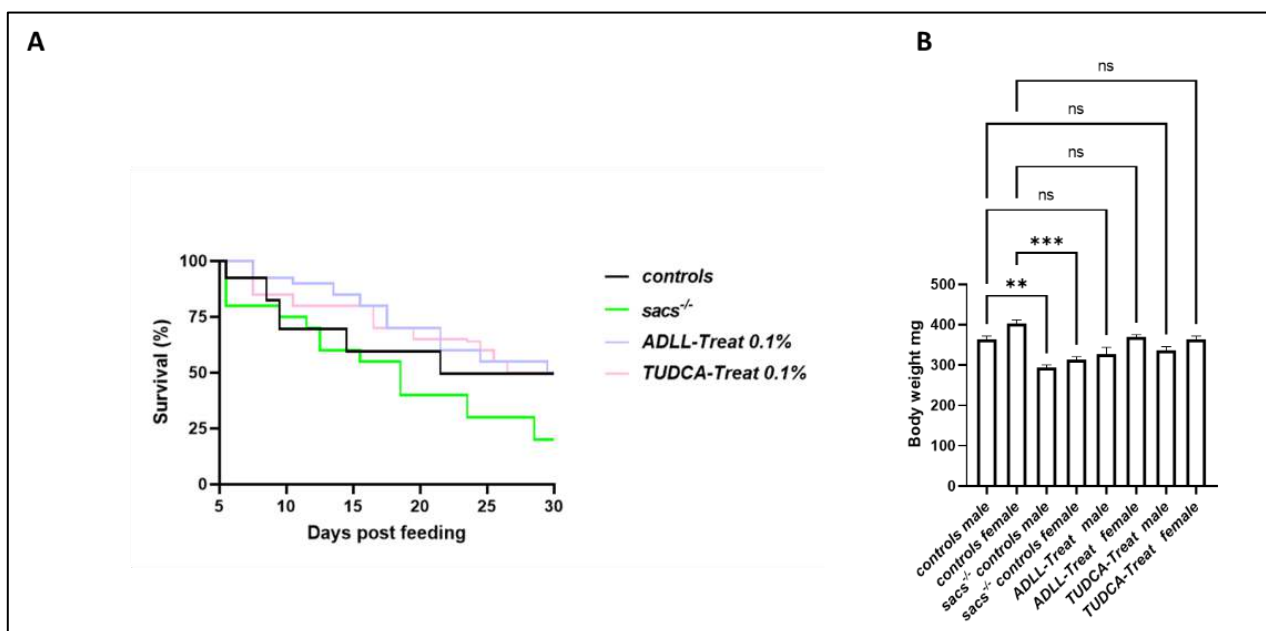 A
100
75
50
25
0
Survival (%)
5 10 15 20 25 30
Days post feeding
controls
sacs-/-
ADLL-Treat 0.1%
TUDCA-Treat 0.1%
B
ns
ns
ns
ns
***
**
500
400
300
200
100
0
Body weight mg
controls male
controls female
sacs-/- controls male
sacs-/- controls female
ADLL-Treat male
ADLL-Treat female
TUDCA-Treat male
TUDCA-Treat female